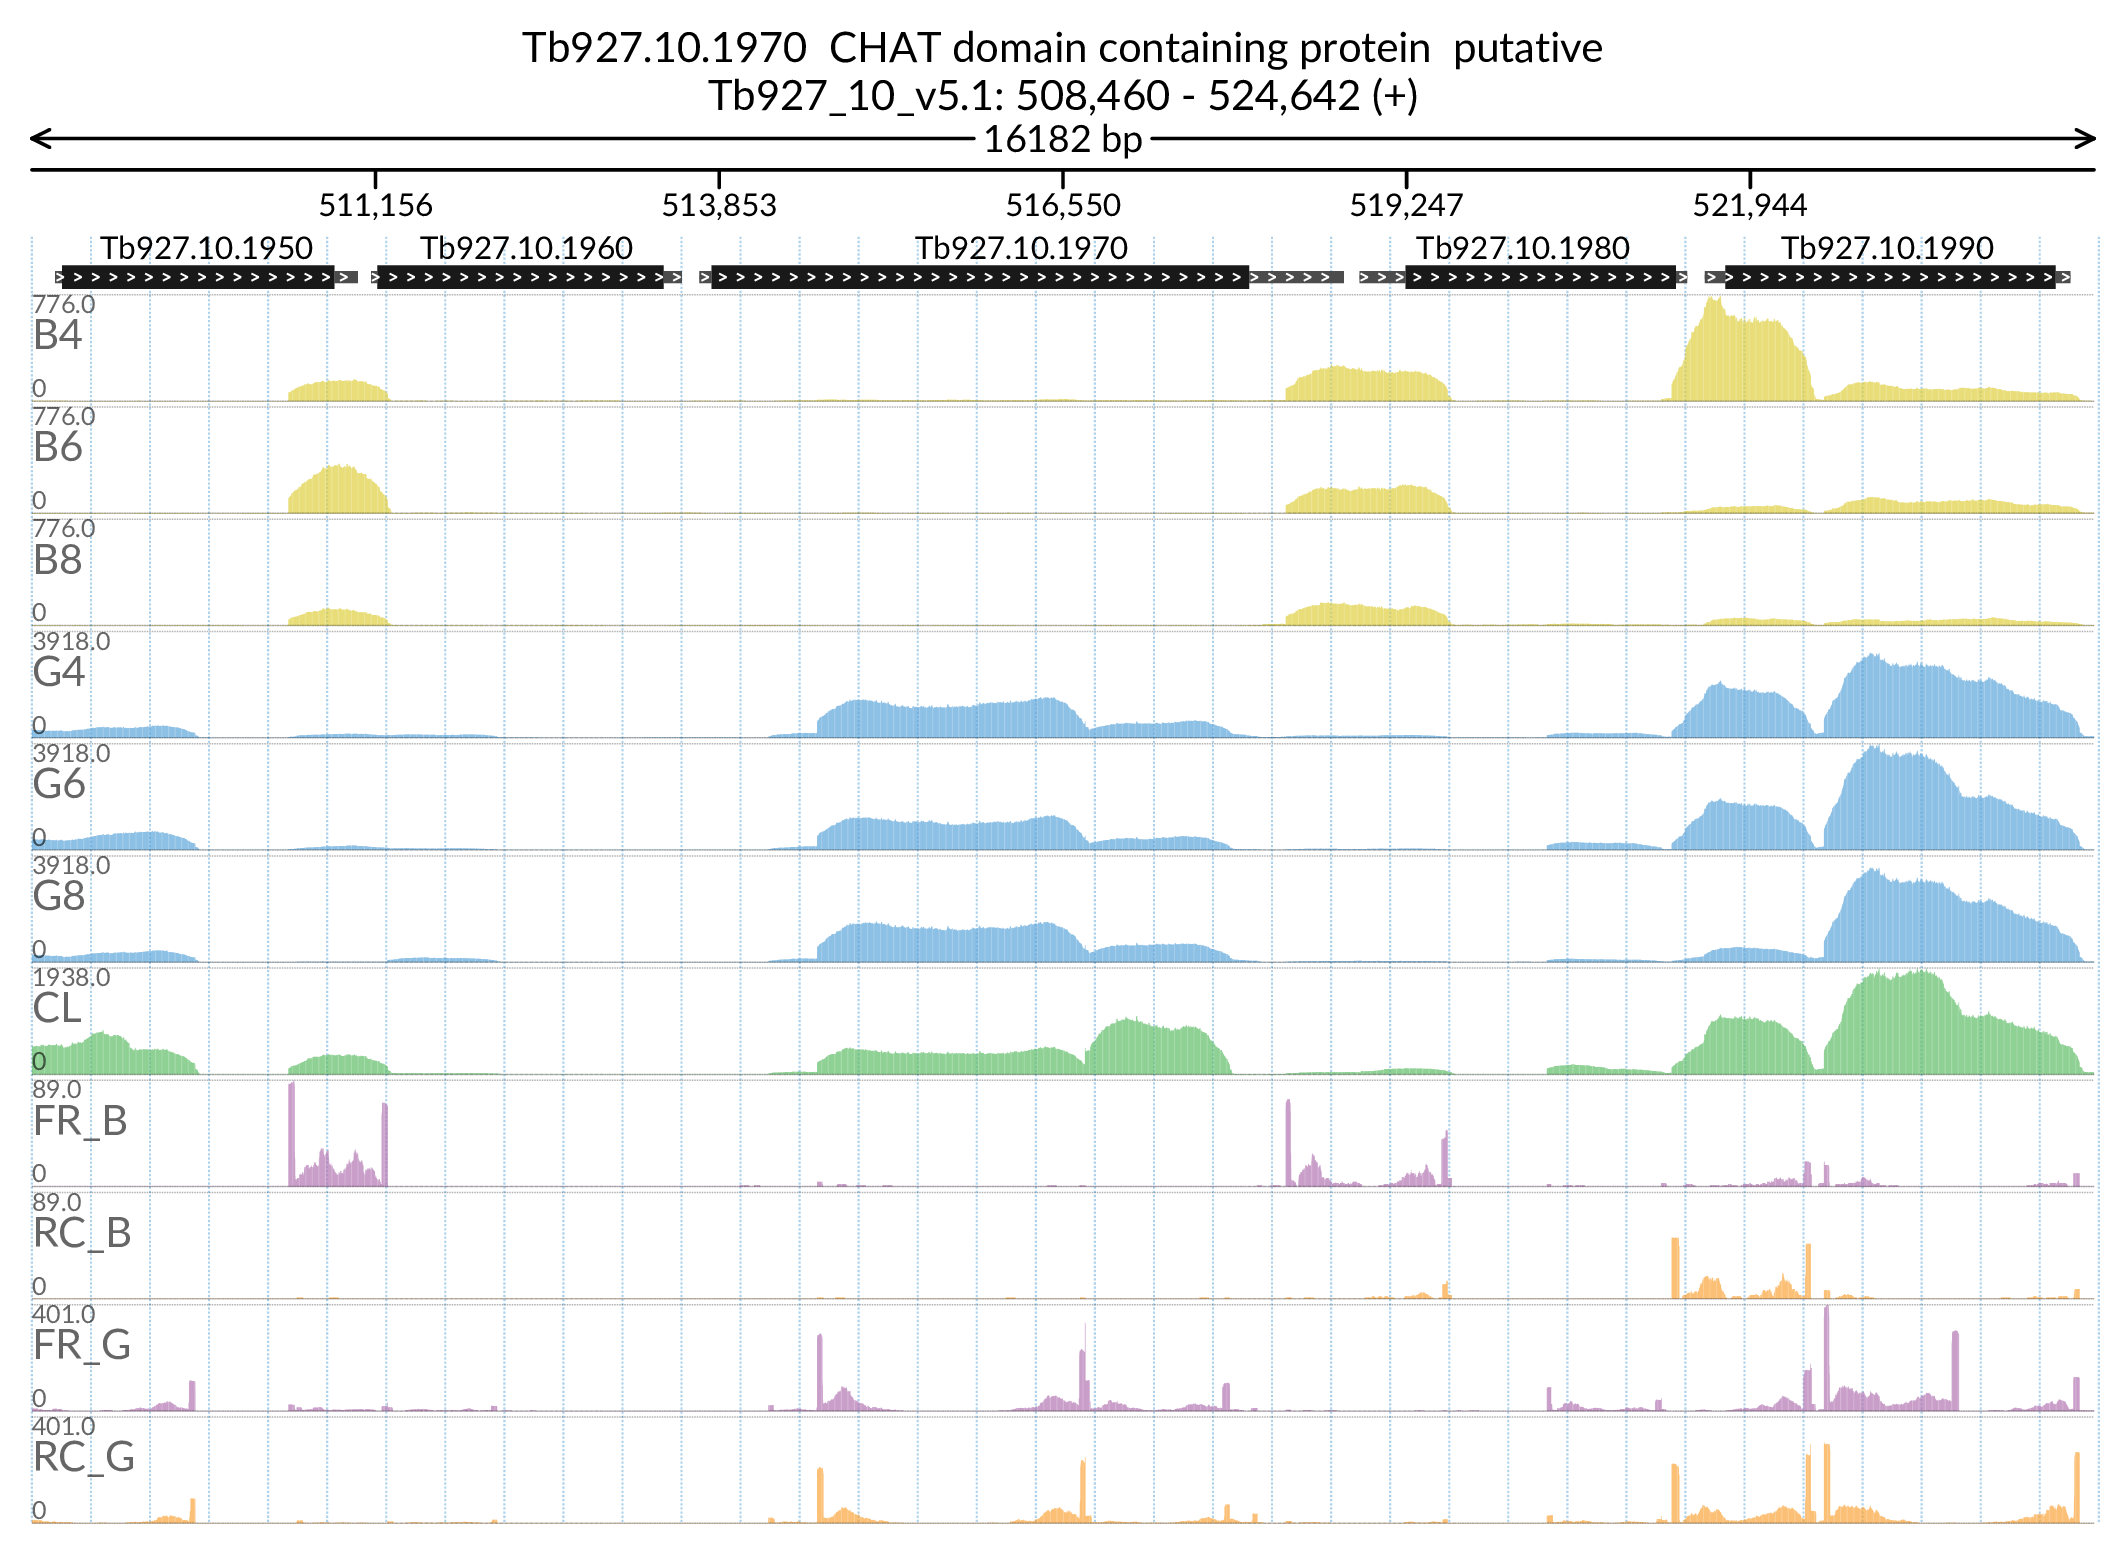 Tb927.10.1970  CHAT domain containing protein  putative
Tb927_10_v5.1: 508,460 - 524,642 (+)
16182 bp
511,156 513,853 516,550 519,247 521,944
Tb927.10.1950 Tb927.10.1960 Tb927.10.1970 Tb927.10.1980 Tb927.10.1990
776.0
B4
0
776.0
B6
0
776.0
B8
0
3918.0
G4
0
3918.0
G6
0
3918.0
G8
0
1938.0
CL
0
89.0
FR_B
0
89.0
RC_B
0
401.0
FR_G
0
401.0
RC_G
0